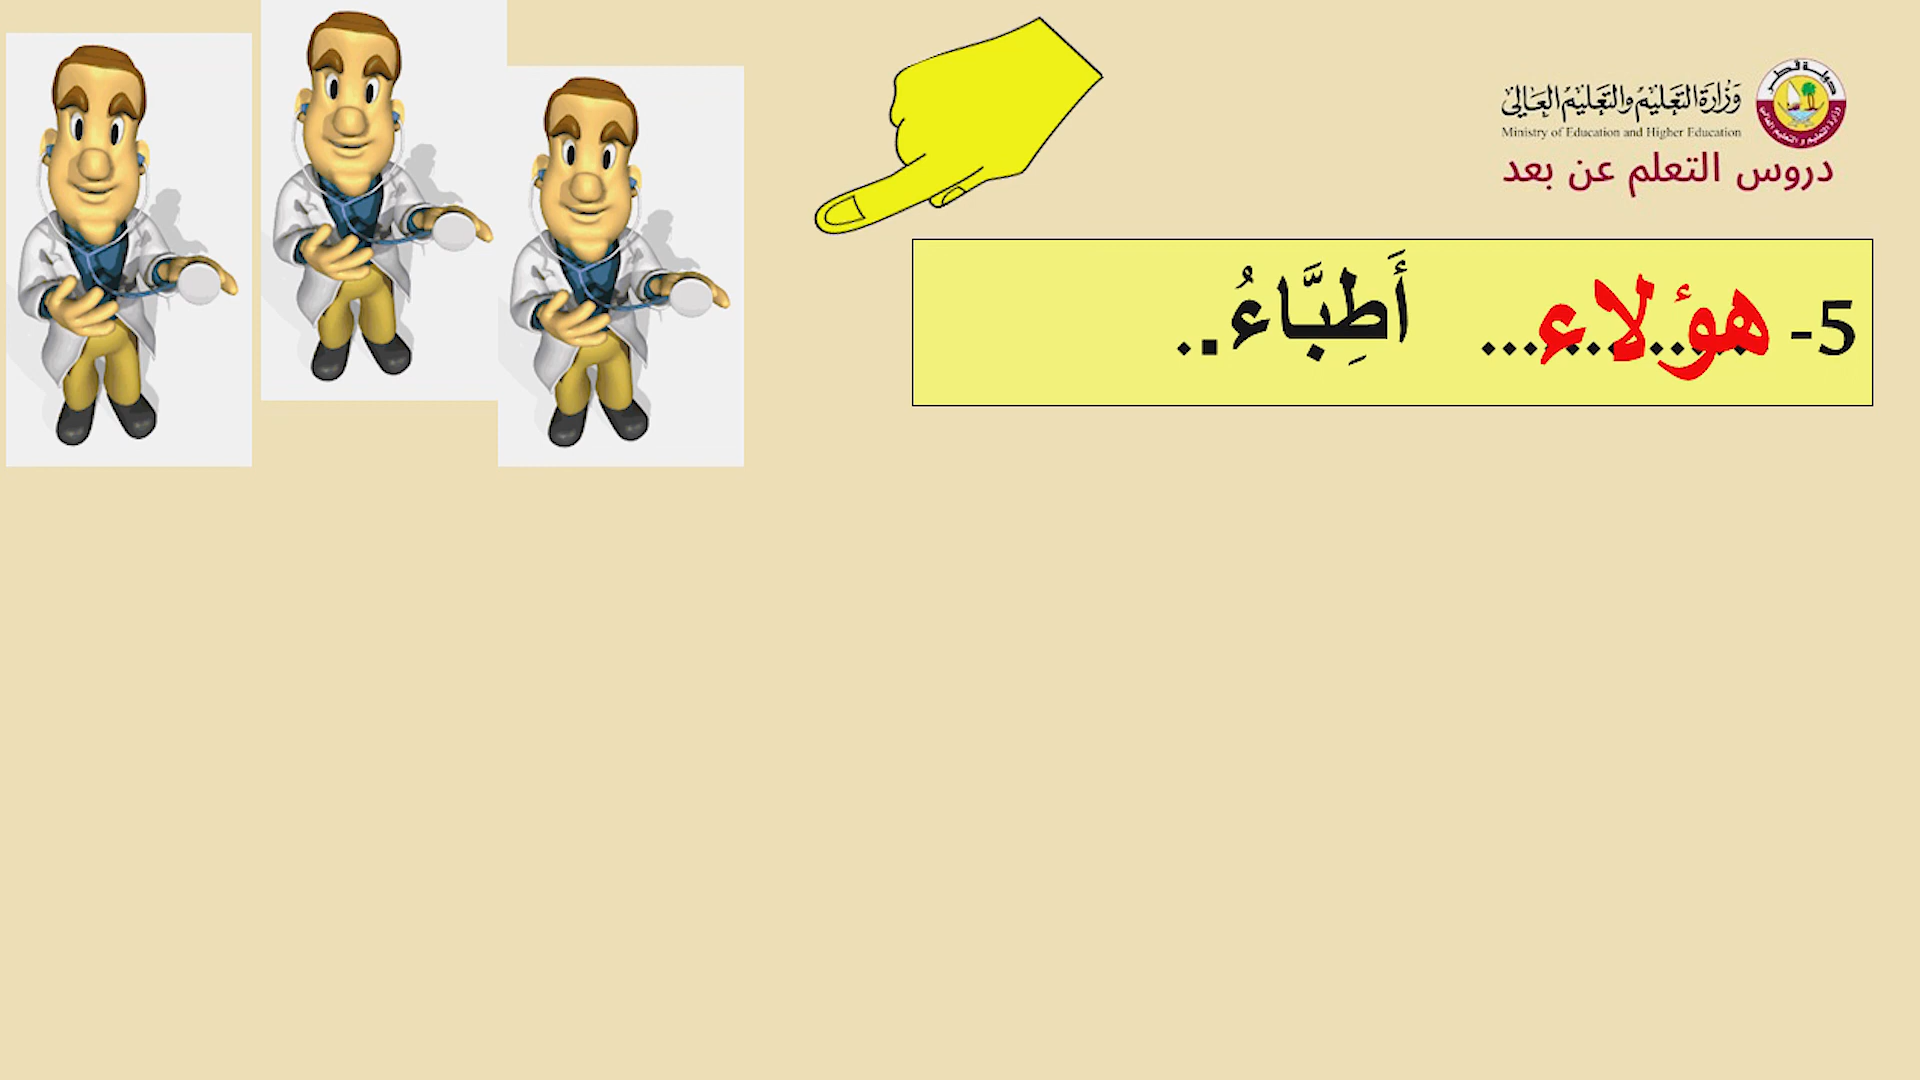 وزارة التعليم والتعليم العالي
Ministry of Education and Higher Education
دروس التعلم عن بعد
5- هؤلاء... أَطِبَّاءُ..